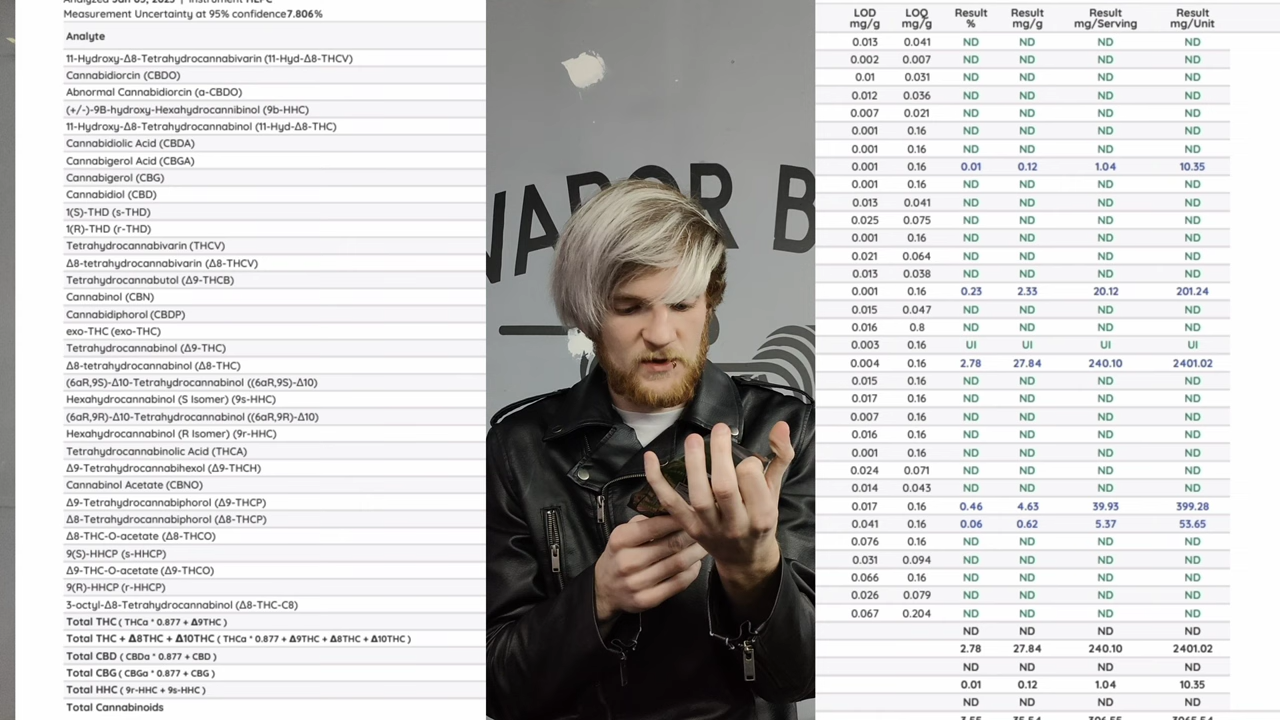 Measurement Uncertainty at 95% confidence7.806%
Analyte
11-Hydroxy-Δ8-Tetrahydrocannabivarin (11-Hyd-Δ8-THCV)
Cannabidiorcin (CBDO)
Abnormal Cannabidiorcin (a-CBDO)
(+/-)-9B-hydroxy-Hexahydrocannibinol (9b-HHC)
11-Hydroxy-Δ8-Tetrahydrocannabinol (11-Hyd-Δ8-THC)
Cannabidiolic Acid (CBDA)
Cannabigerol Acid (CBGA)
Cannabigerol (CBG)
Cannabidiol (CBD)
1(S)-THD (s-THD)
1(R)-THD (r-THD)
Tetrahydrocannabivarin (THCV)
Δ8-tetrahydrocannabivarin (Δ8-THCV)
Tetrahydrocannabutol (Δ9-THCB)
Cannabinol (CBN)
Cannabidiphorol (CBDP)
exo-THC (exo-THC)
Tetrahydrocannabinol (Δ9-THC)
Δ8-tetrahydrocannabinol (Δ8-THC)
(6aR,9S)-Δ10-Tetrahydrocannabinol ((6aR,9S)-Δ10)
Hexahydrocannabinol (S Isomer) (9s-HHC)
(6aR,9R)-Δ10-Tetrahydrocannabinol ((6aR,9R)-Δ10)
Hexahydrocannabinol (R Isomer) (9r-HHC)
Tetrahydrocannabinolic Acid (THCA)
Δ9-Tetrahydrocannabihexol (Δ9-THCH)
Cannabinol Acetate (CBNO)
Δ9-Tetrahydrocannabiphorol (Δ9-THCP)
Δ8-Tetrahydrocannabiphorol (Δ8-THCP)
Δ8-THC-O-acetate (Δ8-THCO)
9(S)-HHCP (s-HHCP)
Δ9-THC-O-acetate (Δ9-THCO)
9(R)-HHCP (r-HHCP)
3-octyl-Δ8-Tetrahydrocannabinol (Δ8-THC-C8)
Total THC ( THCa * 0.877 + Δ9THC )
Total THC + Δ8THC + Δ10THC ( THCa * 0.877 + Δ9THC + Δ8THC + Δ10THC )
Total CBD ( CBDa * 0.877 + CBD )
Total CBG ( CBGa * 0.877 + CBG )
Total HHC ( 9r-HHC + 9s-HHC )
Total Cannabinoids
VAPOR B
LOD LOQ Result Result Result Result
mg/g mg/g % mg/g mg/Serving mg/Unit
0.013 0.041 ND ND ND ND
0.002 0.007 ND ND ND ND
0.01 0.031 ND ND ND ND
0.012 0.036 ND ND ND ND
0.007 0.021 ND ND ND ND
0.001 0.16 ND ND ND ND
0.001 0.16 ND ND ND ND
0.001 0.16 0.01 0.12 1.04 10.35
0.001 0.16 ND ND ND ND
0.013 0.041 ND ND ND ND
0.025 0.075 ND ND ND ND
0.001 0.16 ND ND ND ND
0.021 0.064 ND ND ND ND
0.013 0.038 ND ND ND ND
0.001 0.16 0.23 2.33 20.12 201.24
0.015 0.047 ND ND ND ND
0.016 0.8 ND ND ND ND
0.003 0.16 UI UI UI UI
0.004 0.16 2.78 27.84 240.10 2401.02
0.015 0.16 ND ND ND ND
0.017 0.16 ND ND ND ND
0.007 0.16 ND ND ND ND
0.016 0.16 ND ND ND ND
0.001 0.16 ND ND ND ND
0.024 0.071 ND ND ND ND
0.014 0.043 ND ND ND ND
0.017 0.16 0.46 4.63 39.93 399.28
0.041 0.16 0.06 0.62 5.37 53.65
0.076 0.16 ND ND ND ND
0.031 0.094 ND ND ND ND
0.066 0.16 ND ND ND ND
0.026 0.079 ND ND ND ND
0.067 0.204 ND ND ND ND
ND ND ND ND
2.78 27.84 240.10 2401.02
ND ND ND ND
0.01 0.12 1.04 10.35
ND ND ND ND